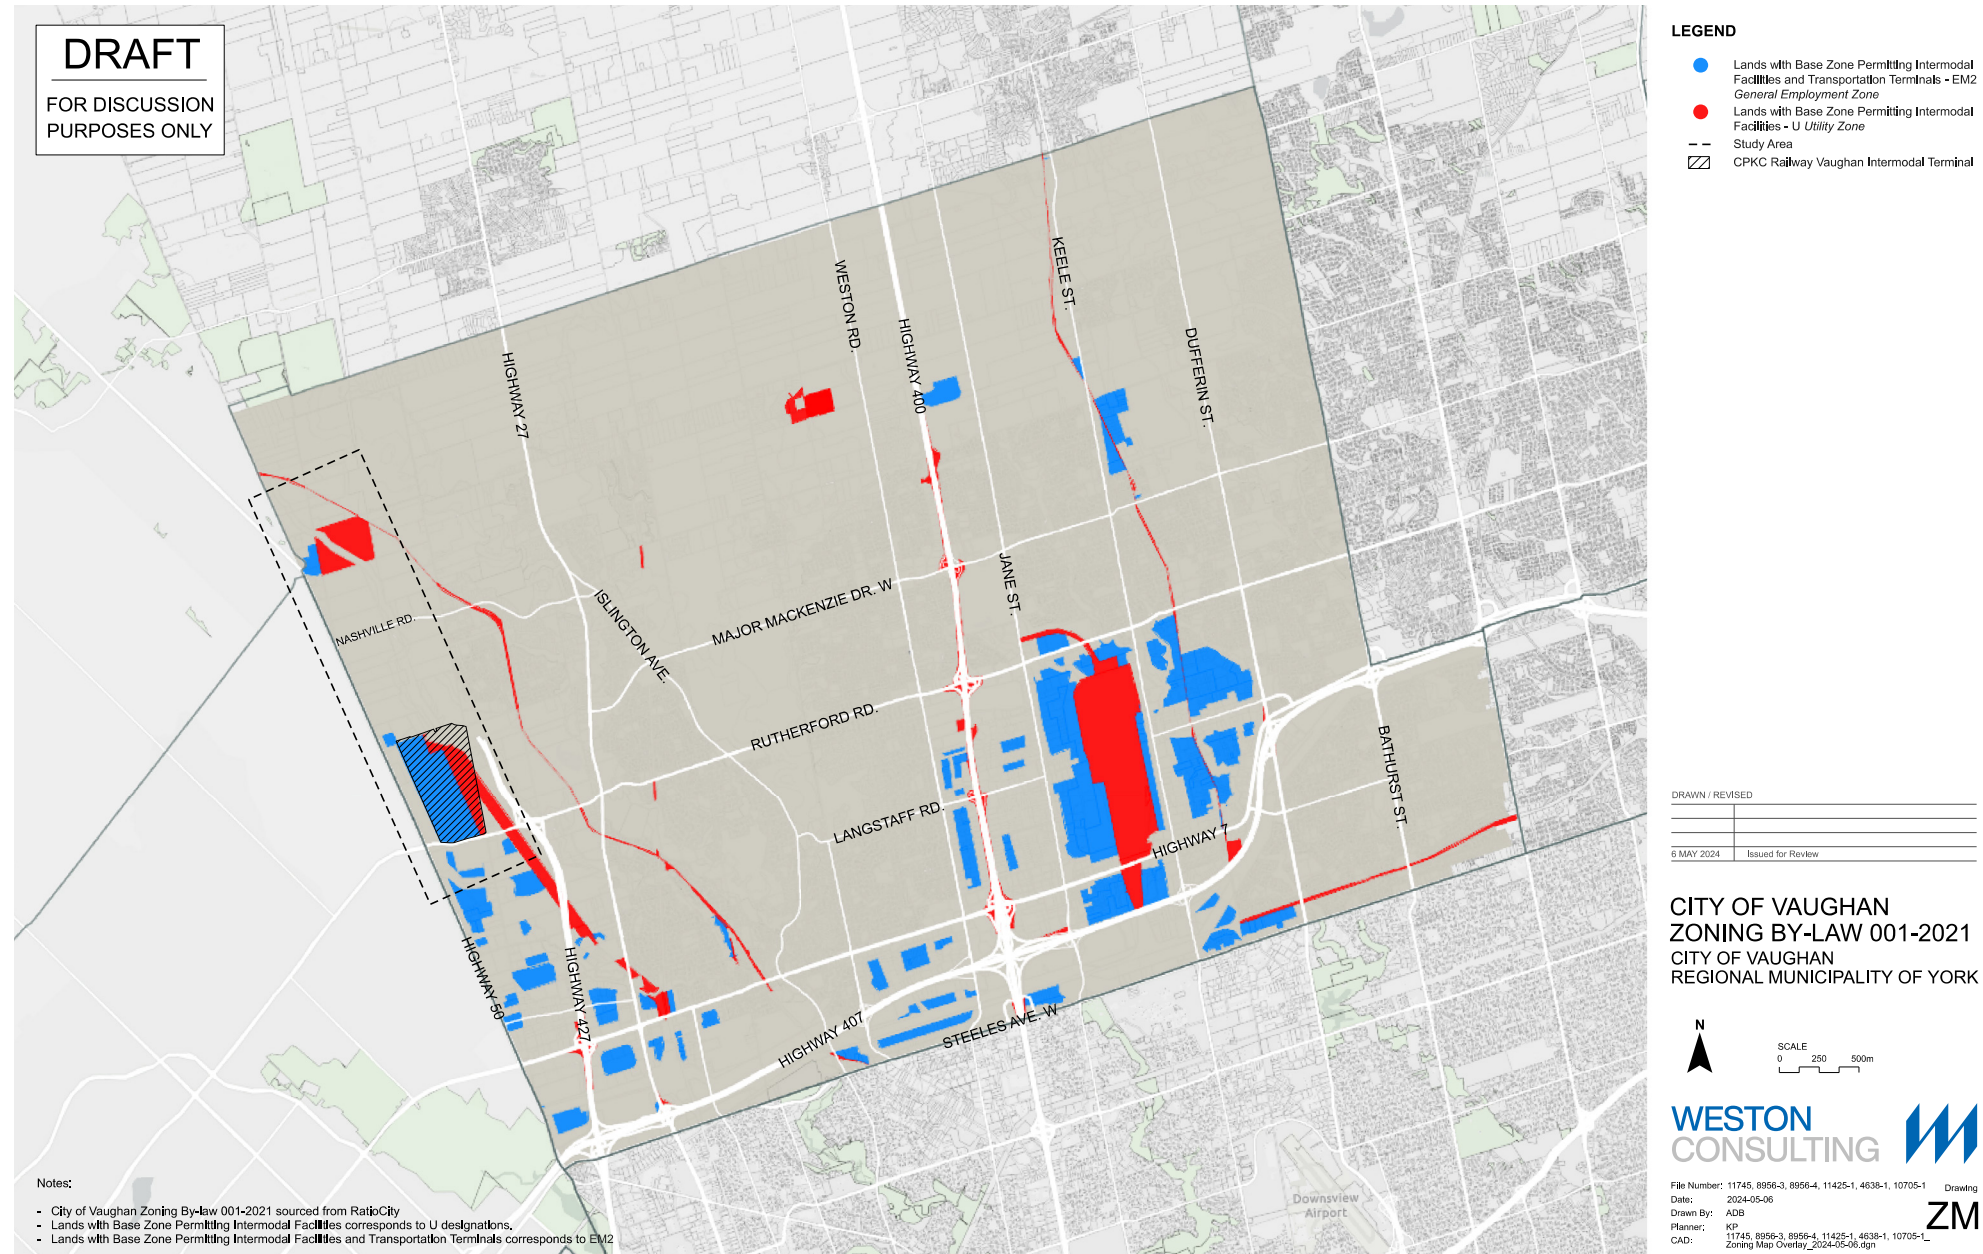 DRAFT
FOR DISCUSSION
PURPOSES ONLY
LEGEND
Lands with Base Zone Permitting Intermodal
Facilities and Transportation Terminals - EM2
General Employment Zone
Lands with Base Zone Permitting Intermodal
Facilities - U Utility Zone
Study Area
CPKC Railway Vaughan Intermodal Terminal
KEELE ST.
WESTON RD.
HIGHWAY 400
DUFFERIN ST.
HIGHWAY 27
JANE ST.
ISLINGTON AVE.
MAJOR MACKENZIE DR. W
NASHVILLE RD.
RUTHERFORD RD.
BATHURST ST.
LANGSTAFF RD.
HIGHWAY 7
HIGHWAY 50
HIGHWAY 427
HIGHWAY 407
STEELES AVE. W
Downsview
Airport
DRAWN / REVISED
6 MAY 2024 Issued for Review
CITY OF VAUGHAN
ZONING BY-LAW 001-2021
CITY OF VAUGHAN
REGIONAL MUNICIPALITY OF YORK
N
SCALE
0 250 500m
WESTON
CONSULTING
File Number: 11745, 8956-3, 8956-4, 11425-1, 4638-1, 10705-1
Drawing
Date: 2024-05-06
Drawn By: ADB
Planner: KP
ZM
CAD: 11745, 8956-3, 8956-4, 11425-1, 4638-1, 10705-1_
Zoning Map Overlay_2024-05-06.dgn
Notes:
- City of Vaughan Zoning By-law 001-2021 sourced from RatioCity
- Lands with Base Zone Permitting Intermodal Facilities corresponds to U designations.
- Lands with Base Zone Permitting Intermodal Facilities and Transportation Terminals corresponds to EM2